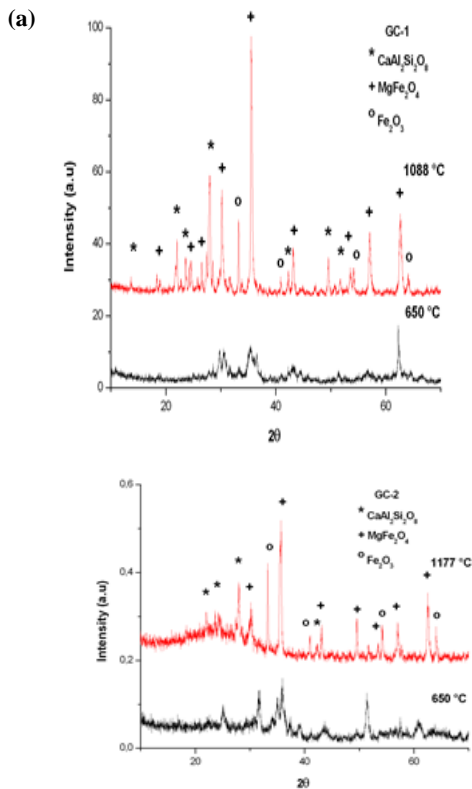 (a)
GC-1
* CaAl2Si2O8
+ MgFe2O4
o Fe2O3
1088 °C
650 °C
Intensity (a.u)
100
80
60
40
20
0
20 40 60
2θ
GC-2
* CaAl2Si2O8
+ MgFe2O4
o Fe2O3
1177 °C
650 °C
Intensity (a.u)
0,6
0,4
0,2
0,0
20 40 60
2θ